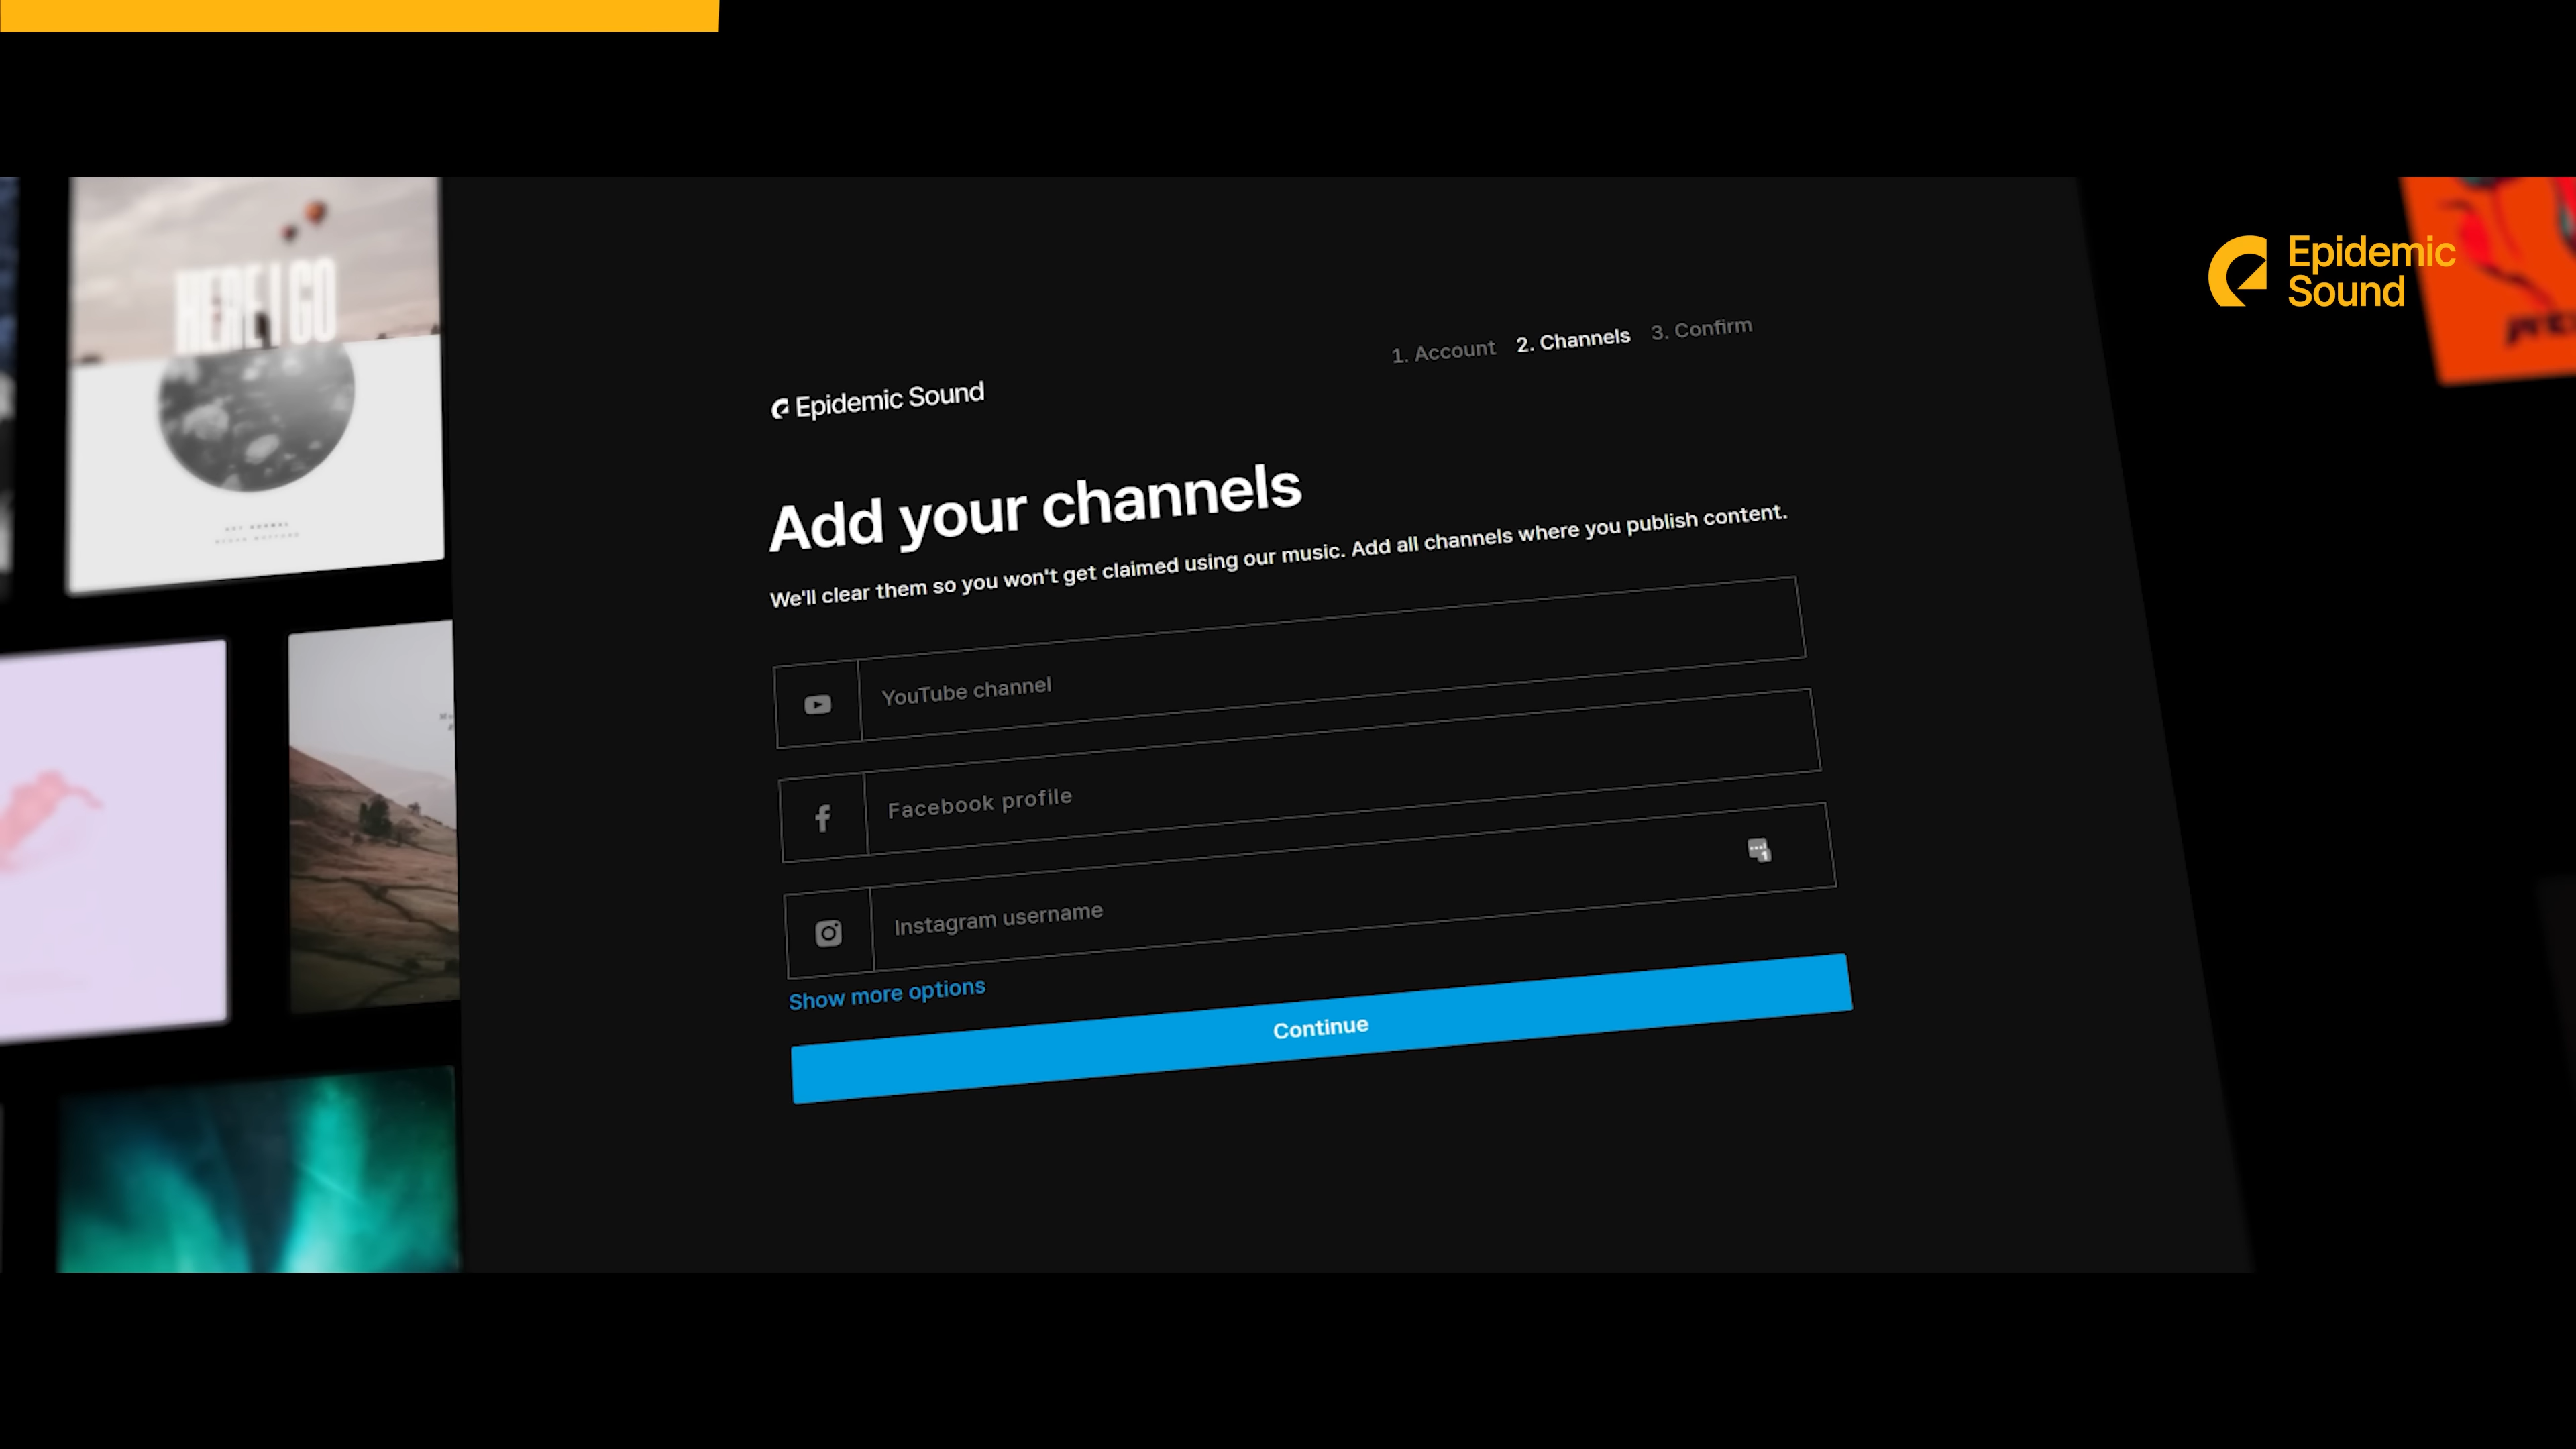 HERE I GO
Epidemic
Sound
1. Account 2. Channels 3. Confirm
Epidemic Sound
Add your channels
We'll clear them so you won't get claimed using our music. Add all channels where you publish content.
YouTube channel
Facebook profile
Instagram username
Show more options
Continue